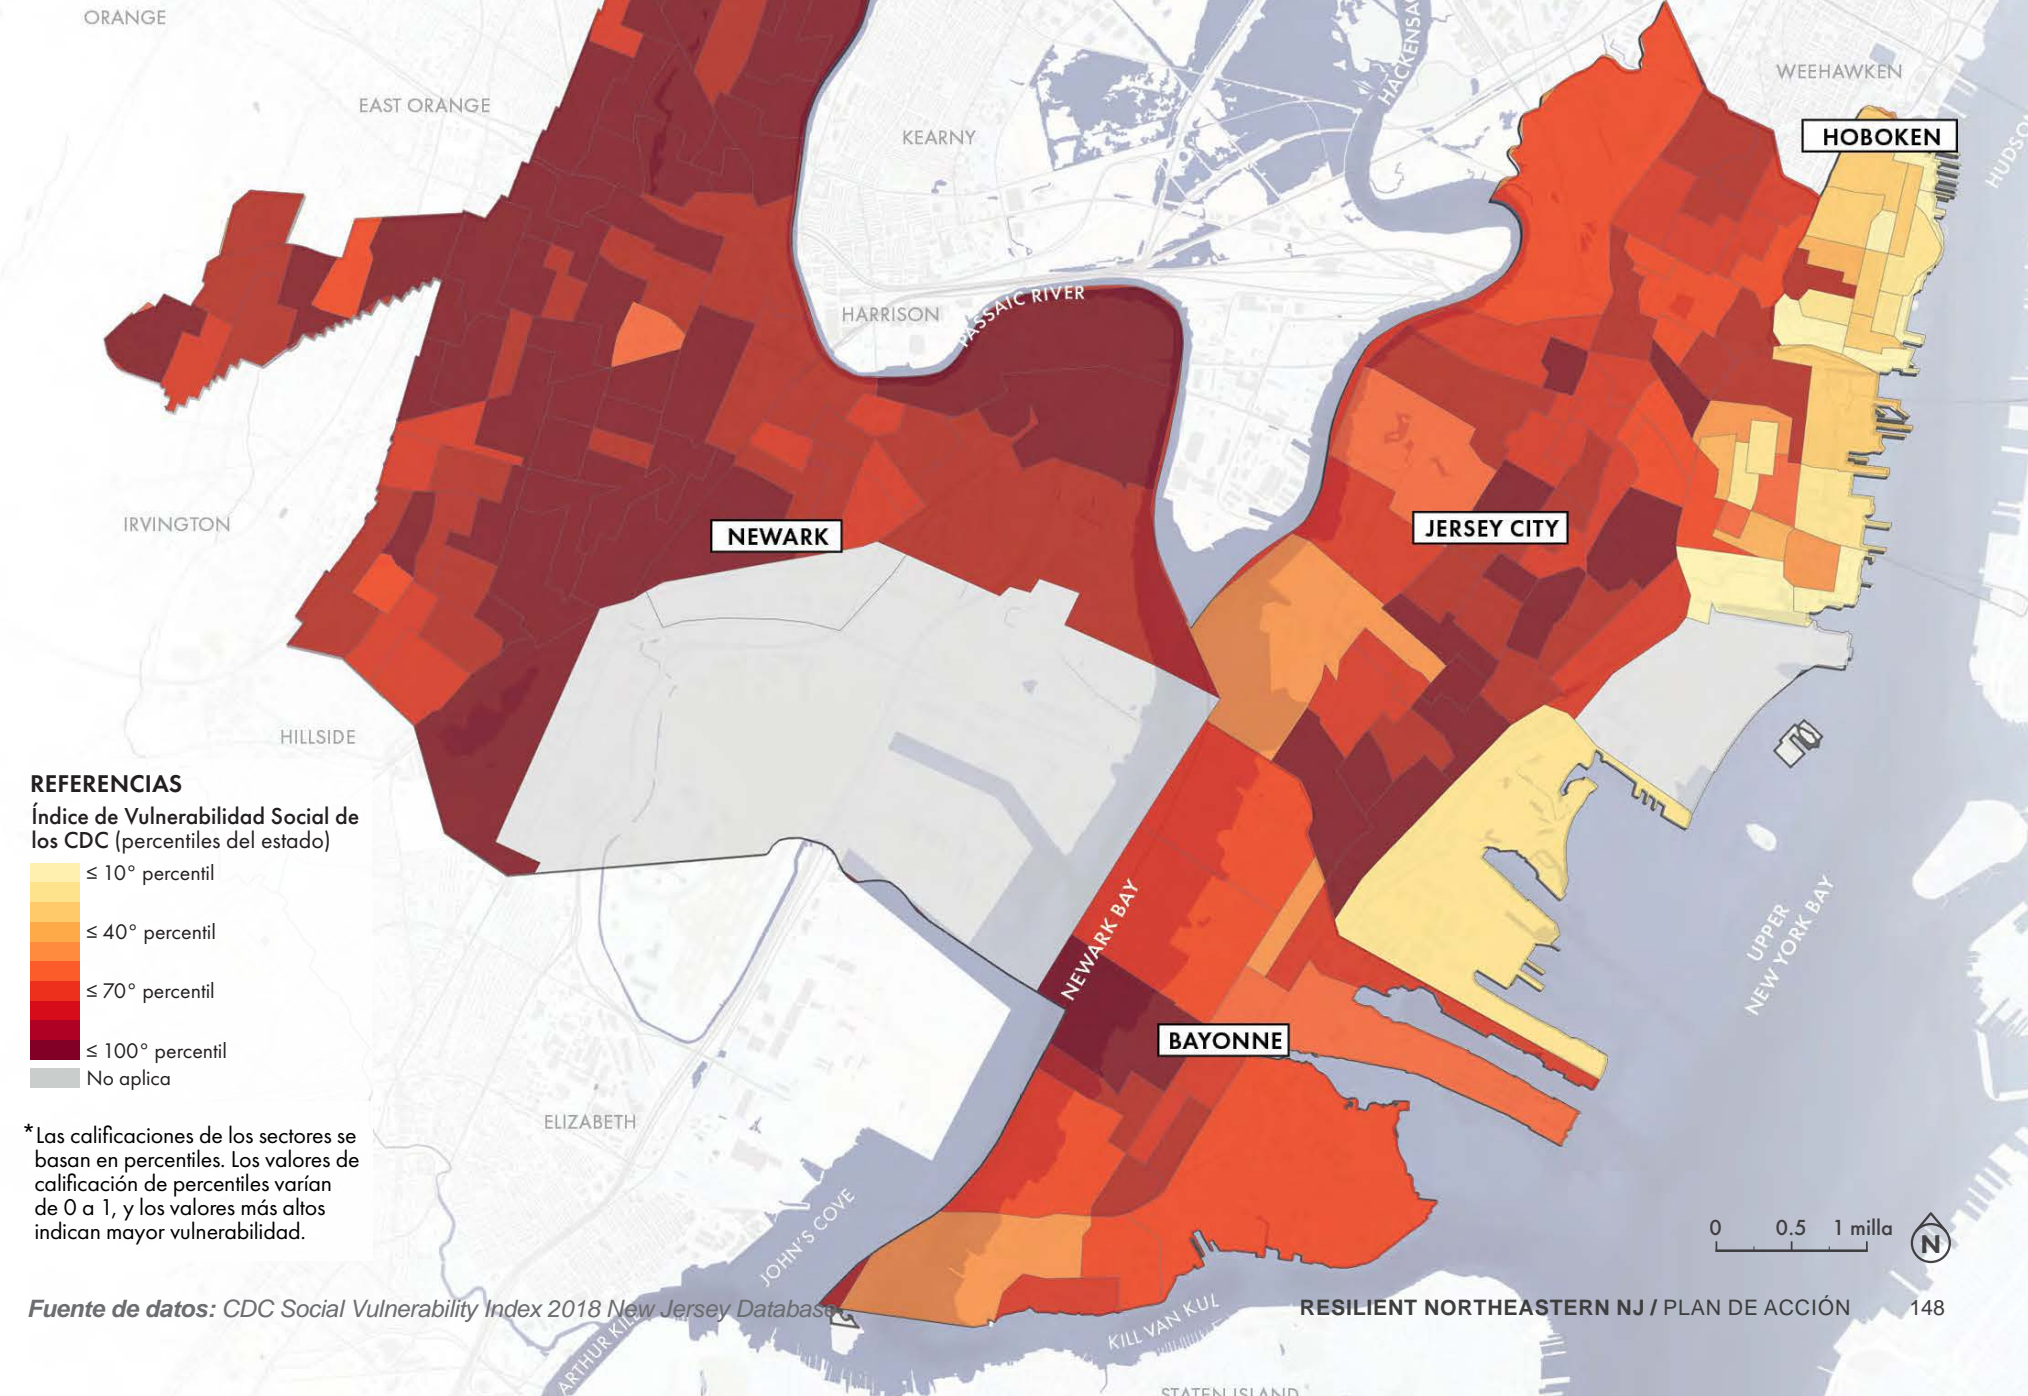 ORANGE
EAST ORANGE
KEARNY
WEEHAWKEN
HOBOKEN
HARRISON
PASSAIC RIVER
IRVINGTON
NEWARK
JERSEY CITY
HILLSIDE
REFERENCIAS
Índice de Vulnerabilidad Social de
los CDC (percentiles del estado)
≤ 10° percentil
≤ 40° percentil
≤ 70° percentil
≤ 100° percentil
No aplica
NEWARK BAY
UPPER
NEW YORK BAY
BAYONNE
ELIZABETH
*Las calificaciones de los sectores se
basan en percentiles. Los valores de
calificación de percentiles varían
de 0 a 1, y los valores más altos
indican mayor vulnerabilidad.
JOHN'S COVE
0 0.5 1 milla
N
Fuente de datos: CDC Social Vulnerability Index 2018 New Jersey Database
ARTHUR KILL
KILL VAN KUL
RESILIENT NORTHEASTERN NJ / PLAN DE ACCIÓN 148
STATEN ISLAND